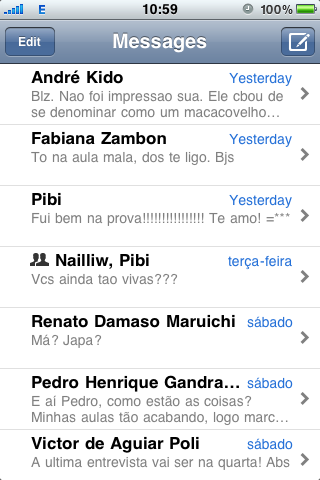 E 10:59 100%
Edit Messages
André Kido Yesterday
Blz. Nao foi impressao sua. Ele cbou de
se denominar como um macacovelho...
Fabiana Zambon Yesterday
To na aula mala, dos te ligo. Bjs
Pibi Yesterday
Fui bem na prova!!!!!!!!!!!!!!!! Te amo! =***
Nailliw, Pibi terça-feira
Vcs ainda tao vivas???
Renato Damaso Maruichi sábado
Má? Japa?
Pedro Henrique Gandra... sábado
E aí Pedro, como estão as coisas?
Minhas aulas tão acabando, logo marc...
Victor de Aguiar Poli sábado
A ultima entrevista vai ser na quarta! Abs